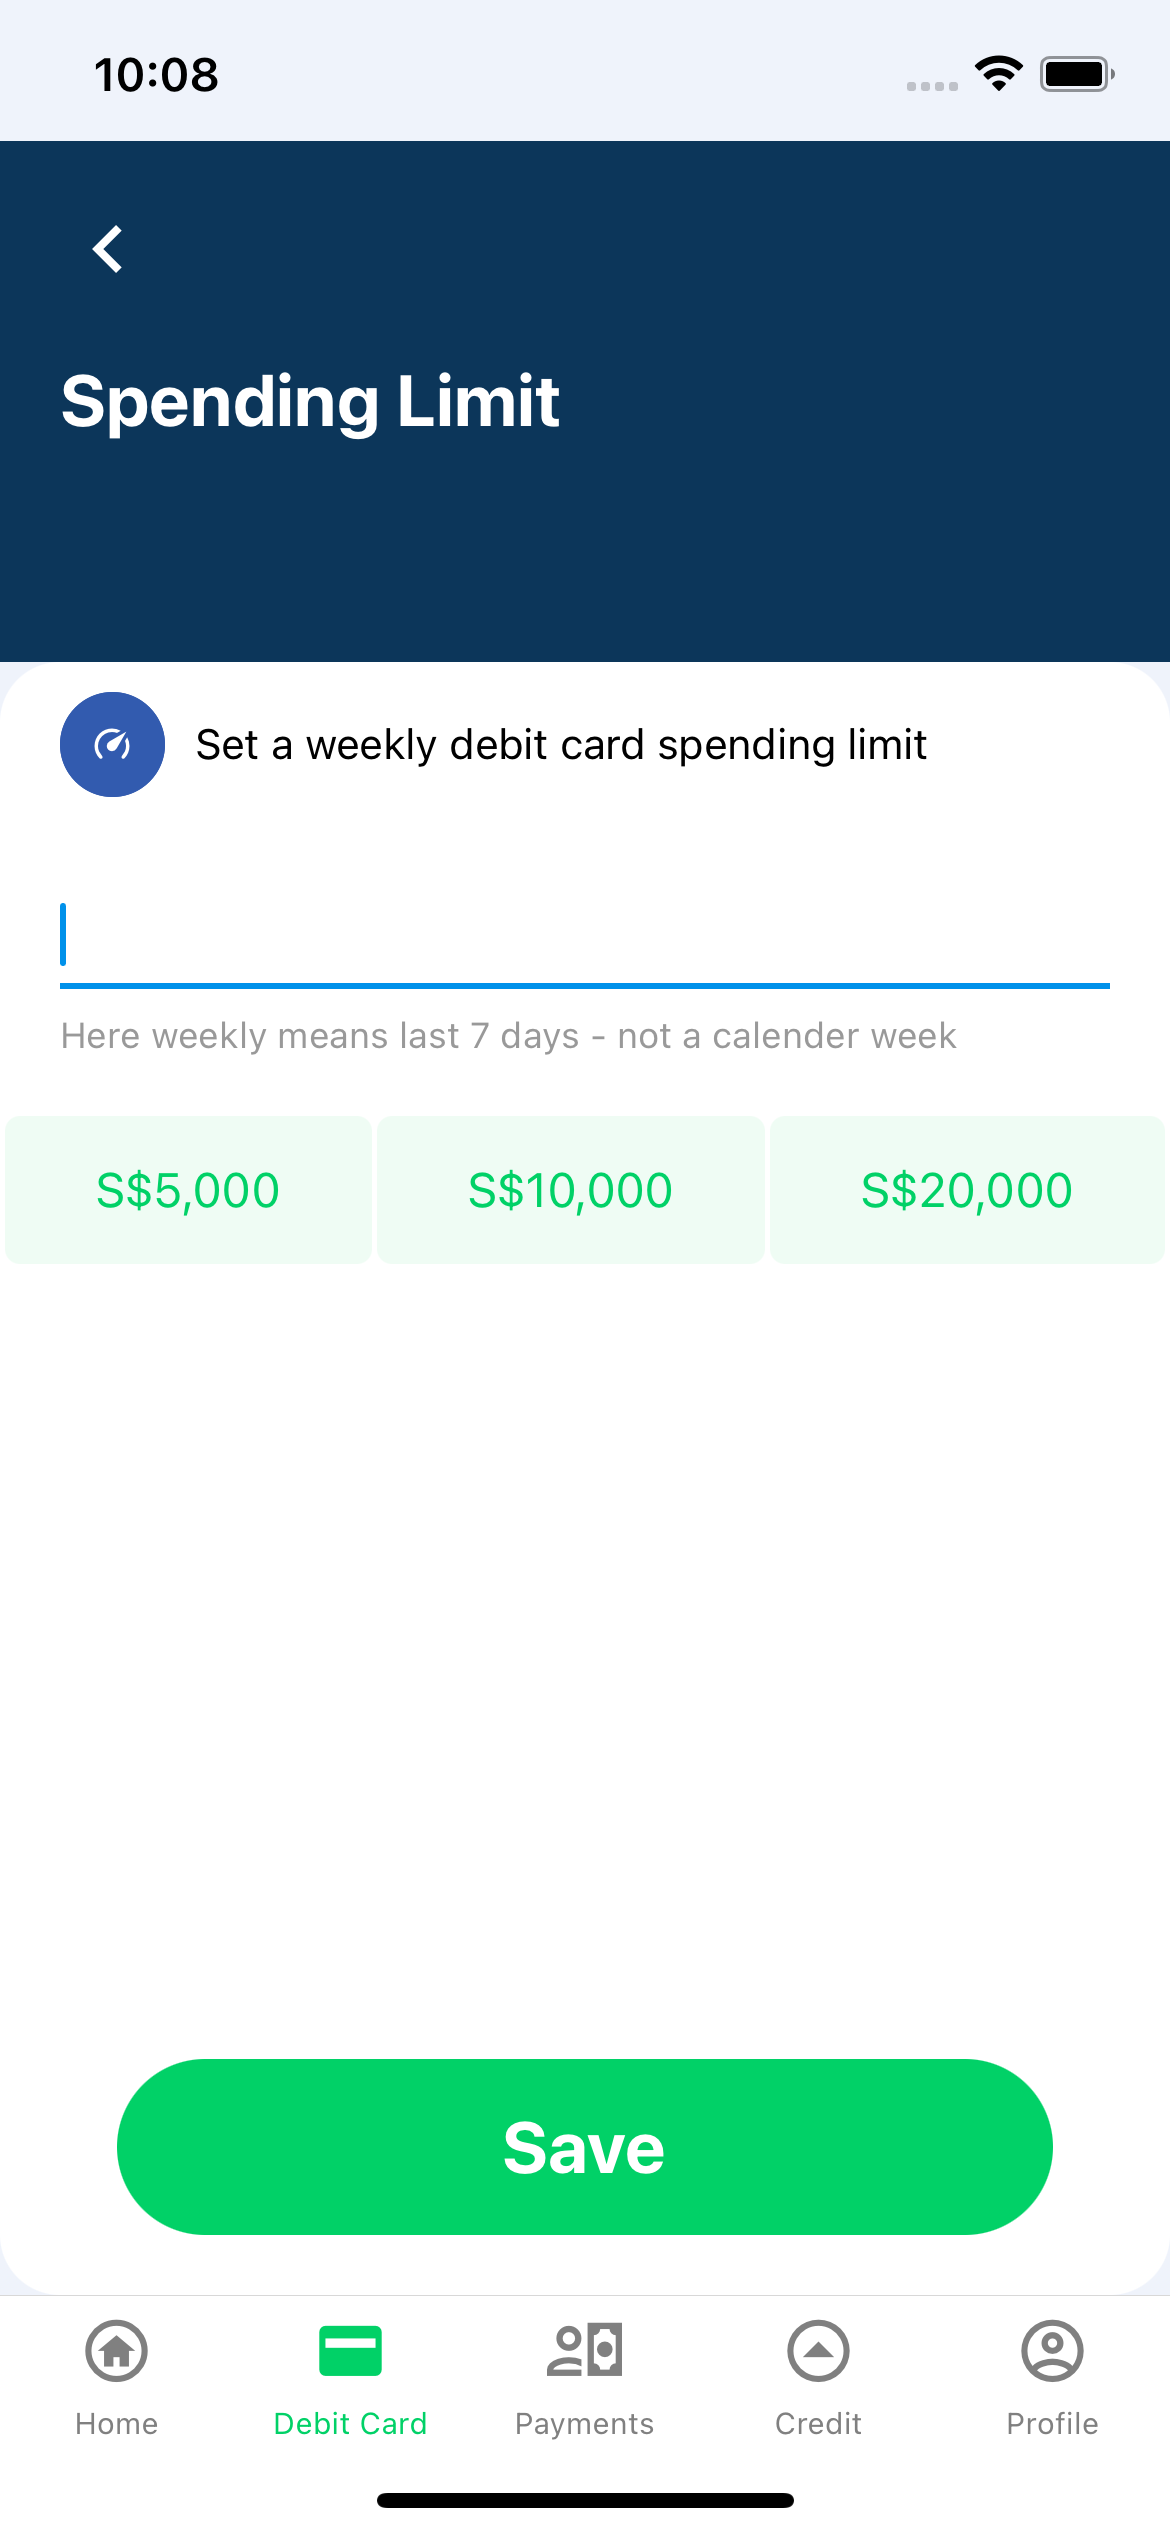 10:08
Spending Limit
Set a weekly debit card spending limit
Here weekly means last 7 days - not a calender week
S$5,000 S$10,000 S$20,000
Save
Home Debit Card Payments Credit Profile